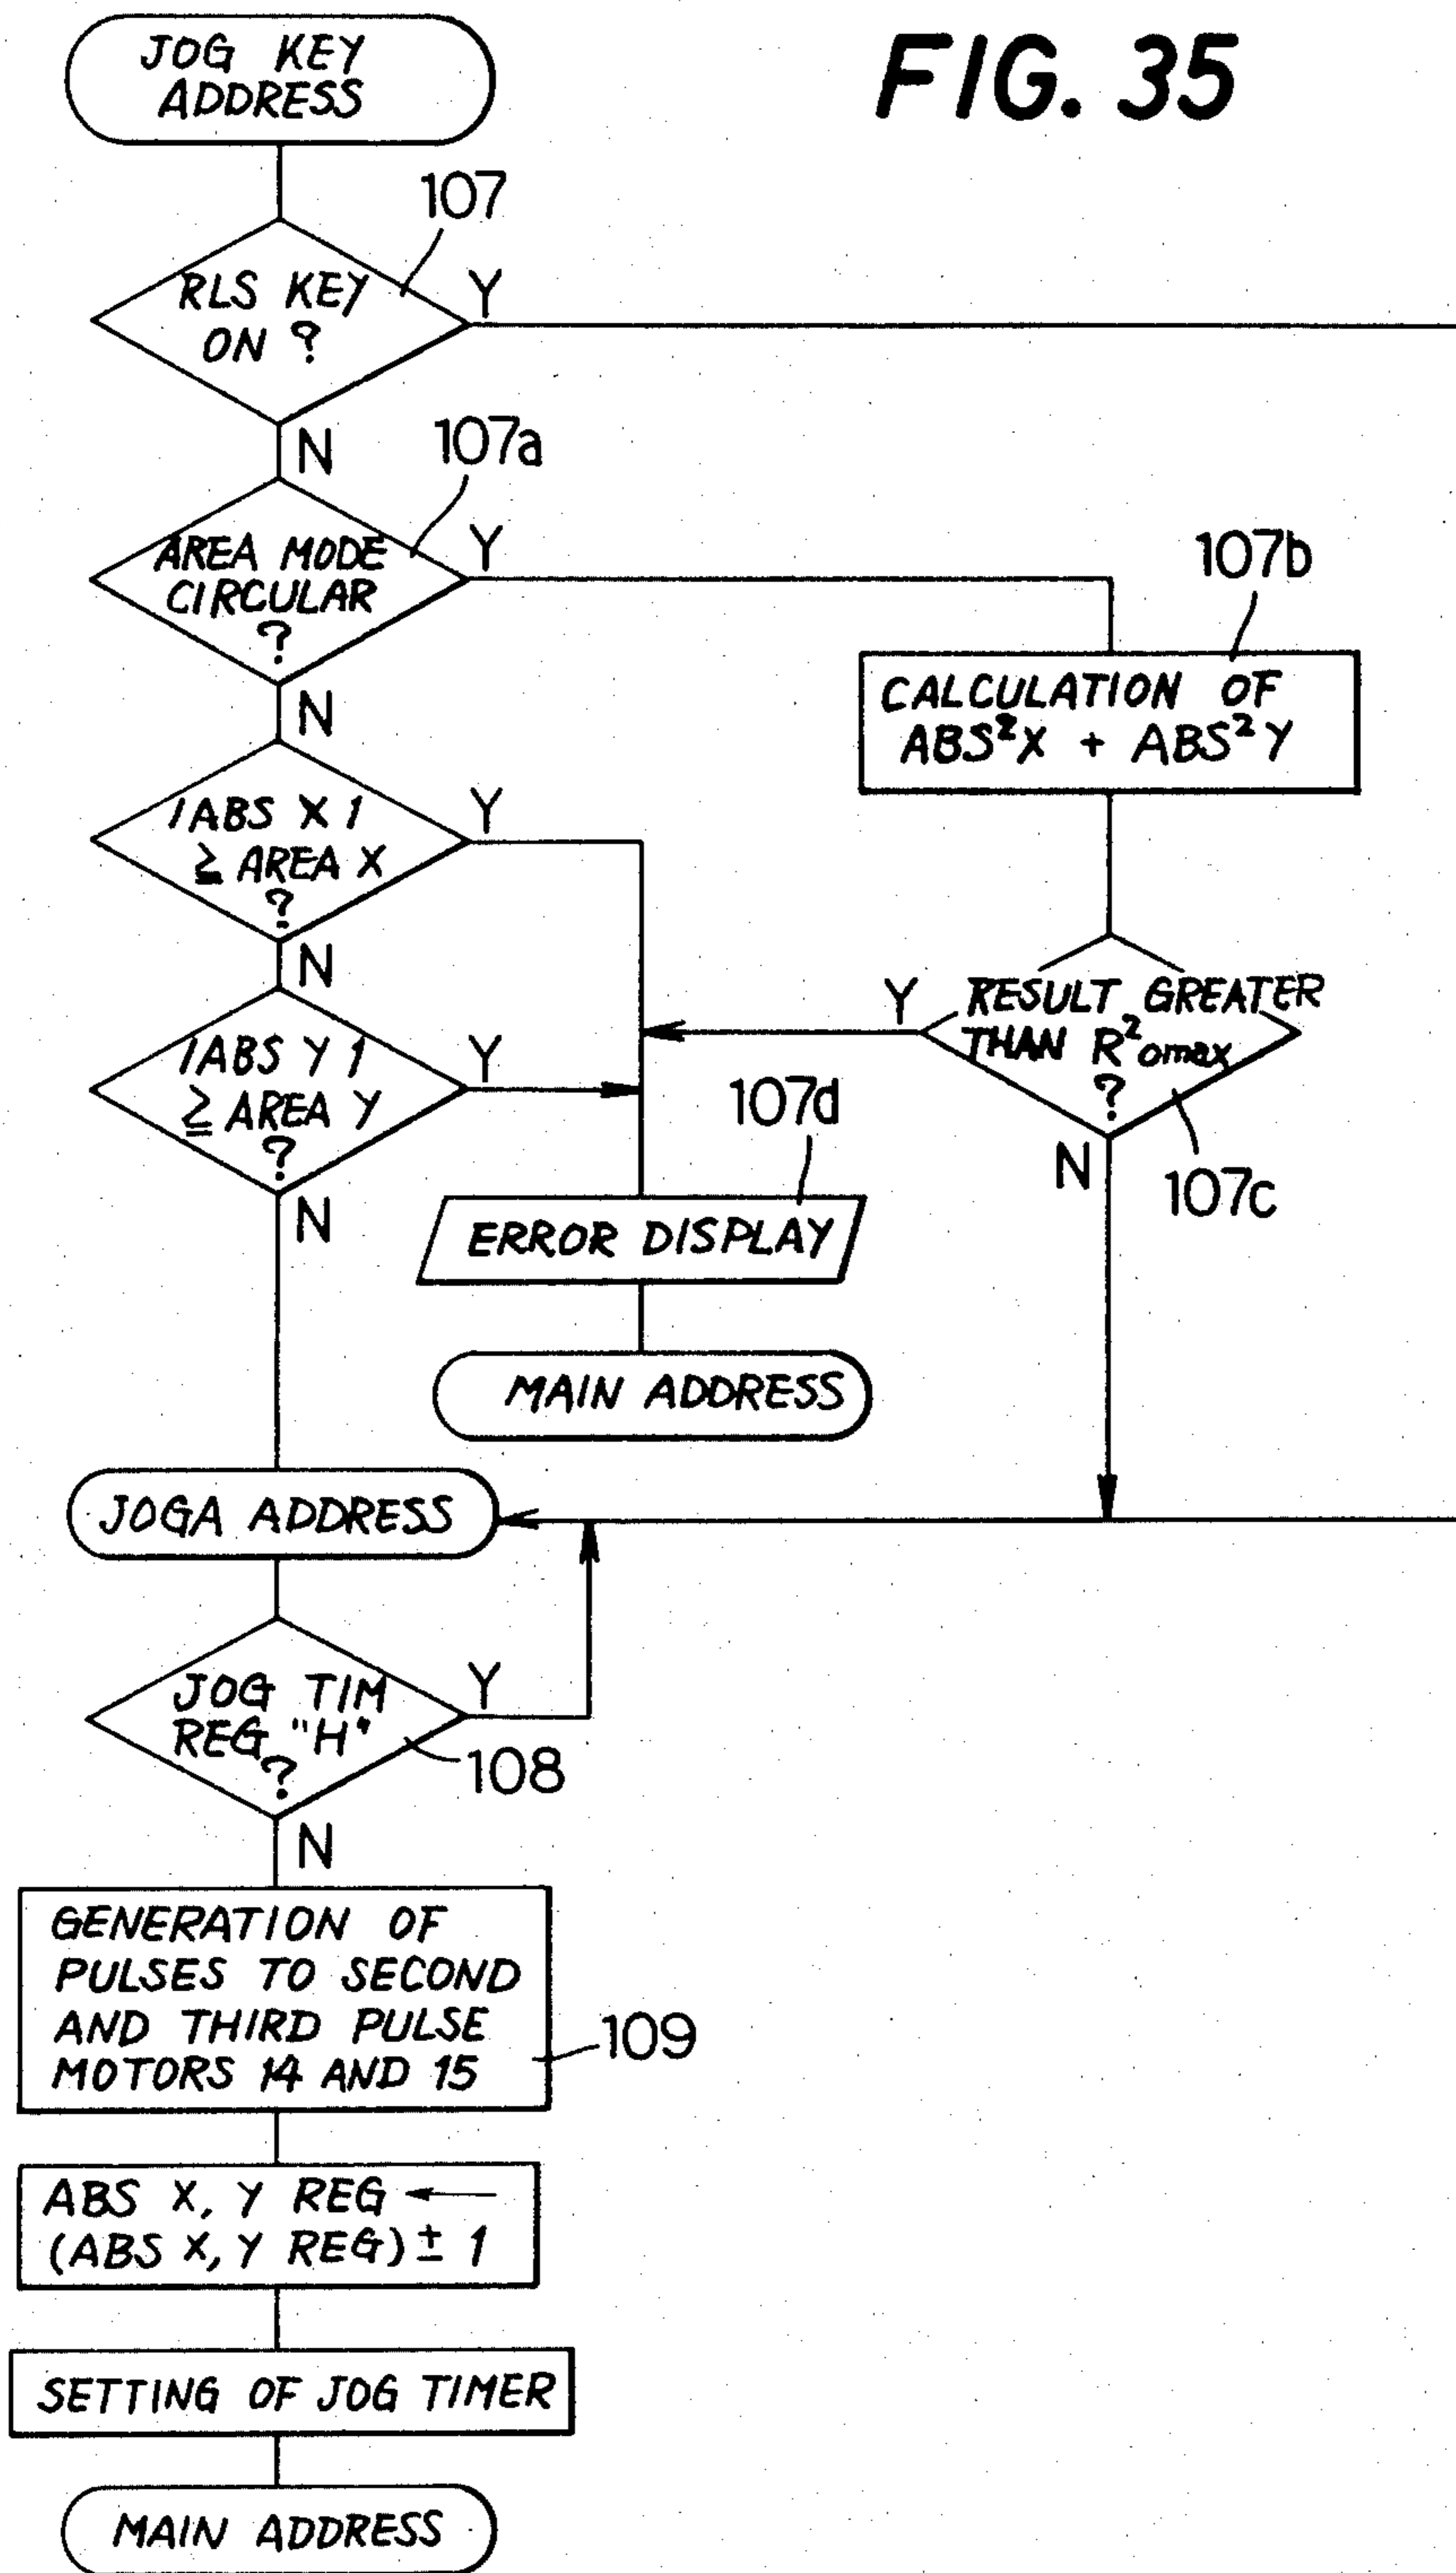 FIG. 35
JOG KEY
ADDRESS
107
RLS KEY
ON ?
Y
N
107a
AREA MODE
CIRCULAR
?
Y
N
107b
CALCULATION OF
ABS²X + ABS²Y
|ABS X|
≧ AREA X
?
Y
N
RESULT GREATER
THAN R²omax
?
Y
N
107c
|ABS Y|
≧ AREA Y
?
Y
N
107d
ERROR DISPLAY
MAIN ADDRESS
JOGA ADDRESS
JOG TIM
REG "H"
?
Y
108
N
GENERATION OF
PULSES TO SECOND
AND THIRD PULSE
MOTORS 14 AND 15
109
ABS X, Y REG ←
(ABS X, Y REG) ± 1
SETTING OF JOG TIMER
MAIN ADDRESS